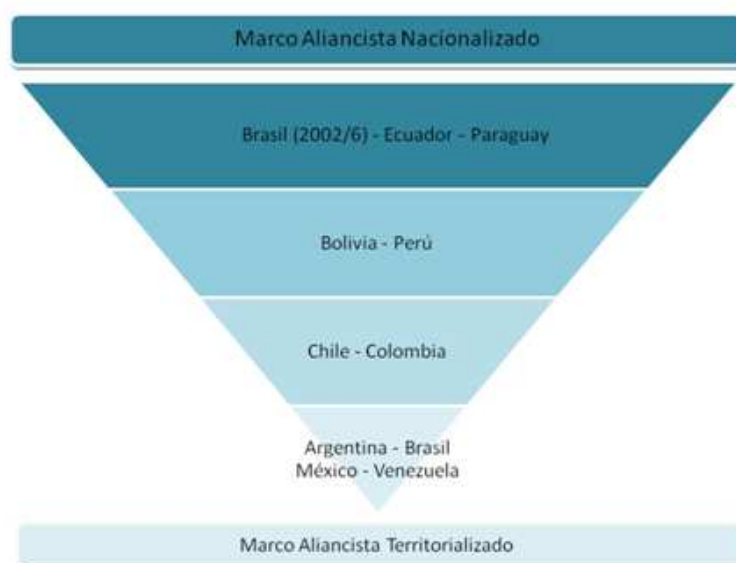 Marco Aliancista Nacionalizado
Brasil (2002/6) - Ecuador - Paraguay
Bolivia - Perú
Chile - Colombia
Argentina - Brasil
México - Venezuela
Marco Aliancista Territorializado